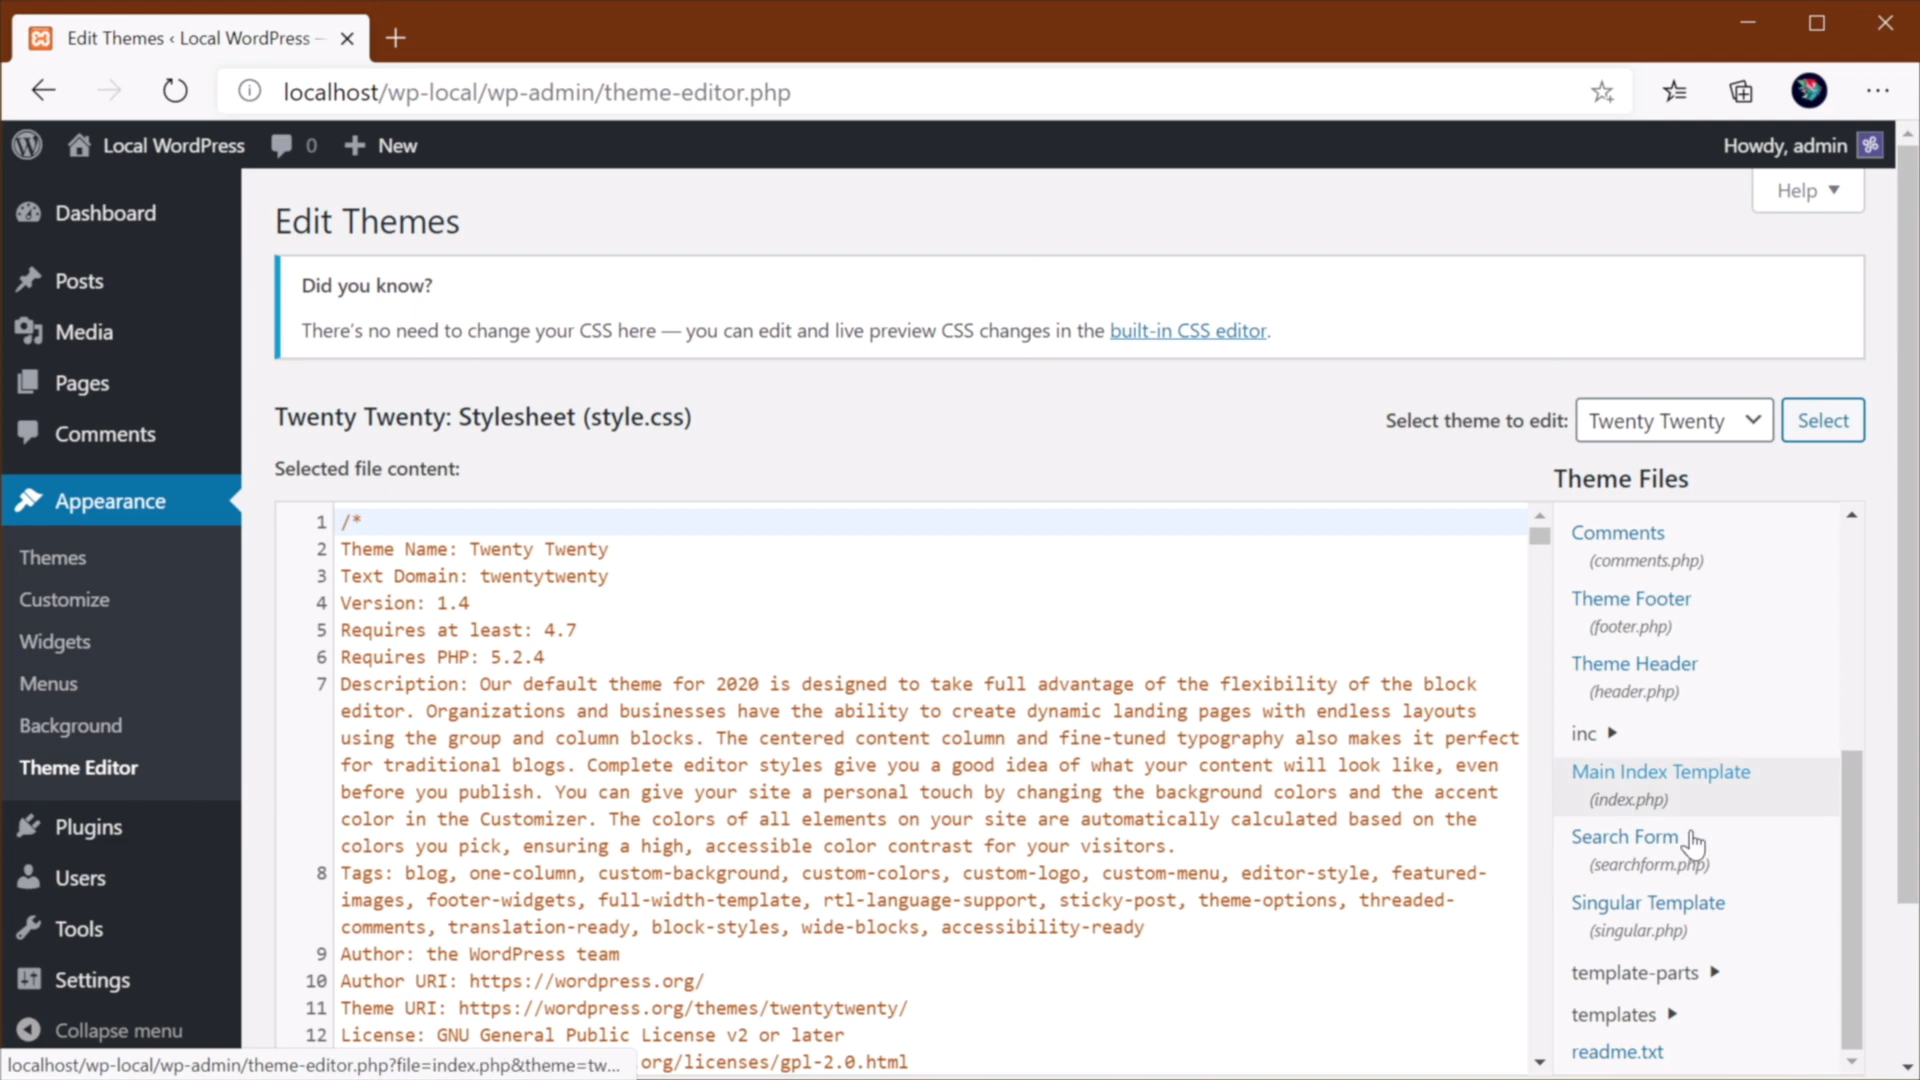 Edit Themes ‹ Local WordPress —
localhost/wp-local/wp-admin/theme-editor.php
Local WordPress
0
New
Howdy, admin
Dashboard
Posts
Media
Pages
Comments
Appearance
Themes
Customize
Widgets
Menus
Background
Theme Editor
Plugins
Users
Tools
Settings
Collapse menu
Help
Edit Themes
Did you know?
There's no need to change your CSS here — you can edit and live preview CSS changes in the built-in CSS editor.
Twenty Twenty: Stylesheet (style.css)
Select theme to edit: Twenty Twenty Select
Selected file content:
1 /*
2 Theme Name: Twenty Twenty
3 Text Domain: twentytwenty
4 Version: 1.4
5 Requires at least: 4.7
6 Requires PHP: 5.2.4
7 Description: Our default theme for 2020 is designed to take full advantage of the flexibility of the block
editor. Organizations and businesses have the ability to create dynamic landing pages with endless layouts
using the group and column blocks. The centered content column and fine-tuned typography also makes it perfect
for traditional blogs. Complete editor styles give you a good idea of what your content will look like, even
before you publish. You can give your site a personal touch by changing the background colors and the accent
color in the Customizer. The colors of all elements on your site are automatically calculated based on the
colors you pick, ensuring a high, accessible color contrast for your visitors.
8 Tags: blog, one-column, custom-background, custom-colors, custom-logo, custom-menu, editor-style, featured-
images, footer-widgets, full-width-template, rtl-language-support, sticky-post, theme-options, threaded-
comments, translation-ready, block-styles, wide-blocks, accessibility-ready
9 Author: the WordPress team
10 Author URI: https://wordpress.org/
11 Theme URI: https://wordpress.org/themes/twentytwenty/
12 License: GNU General Public License v2 or later
org/licenses/gpl-2.0.html
Theme Files
Comments
(comments.php)
Theme Footer
(footer.php)
Theme Header
(header.php)
inc
Main Index Template
(index.php)
Search Form
(searchform.php)
Singular Template
(singular.php)
template-parts
templates
readme.txt
localhost/wp-local/wp-admin/theme-editor.php?file=index.php&theme=tw...